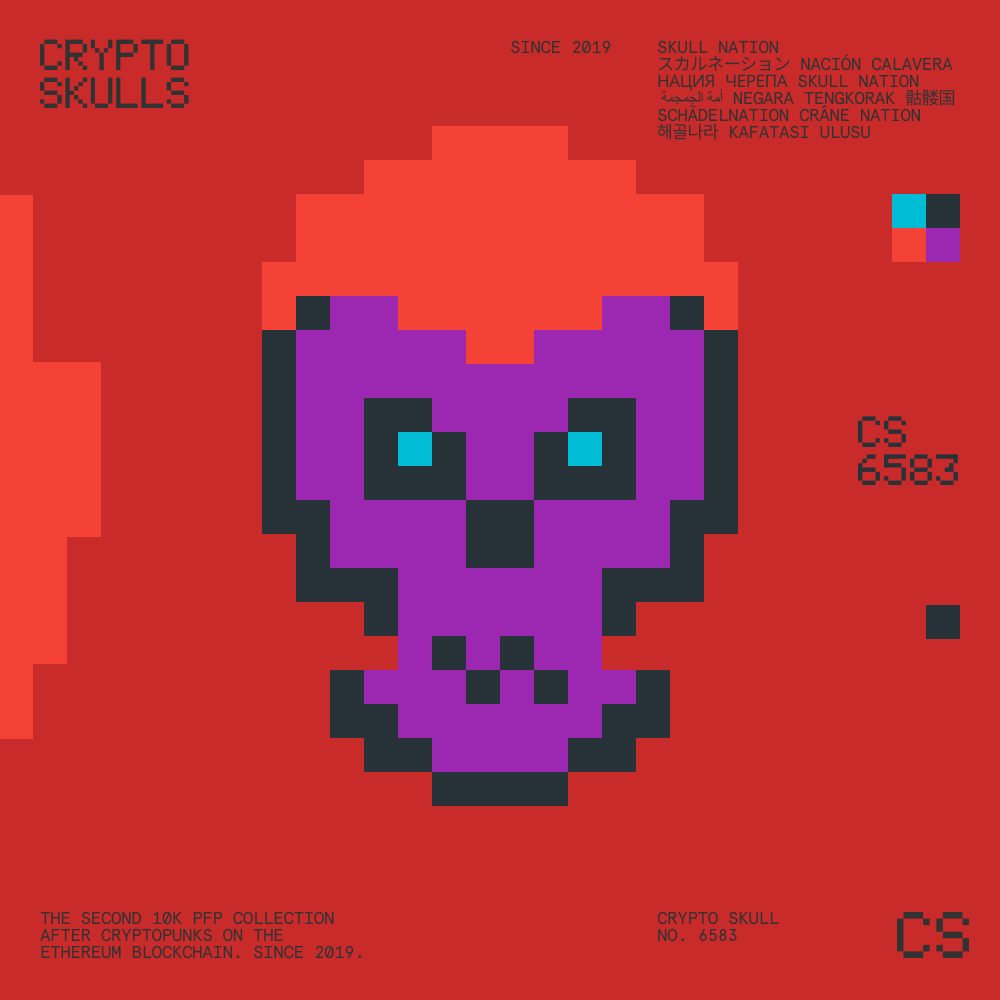 CRYPTO
SKULLS
SINCE 2019
SKULL NATION
スカルネーション NACIÓN CALAVERA
НАЦИЯ ЧЕРЕПА SKULL NATION
أمة الجمجمة NEGARA TENGKORAK 骷髅国
SCHÄDELNATION CRÂNE NATION
해골나라 KAFATASI ULUSU
CS
6583
THE SECOND 10K PFP COLLECTION
AFTER CRYPTOPUNKS ON THE
ETHEREUM BLOCKCHAIN. SINCE 2019.
CRYPTO SKULL
NO. 6583
CS